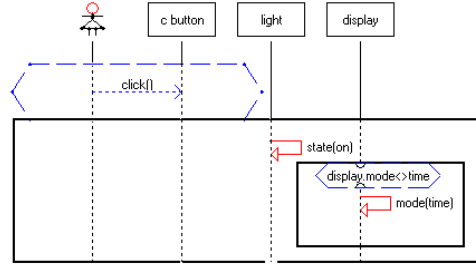 c button
light
display
click()
state(on)
display.mode<>time
mode(time)